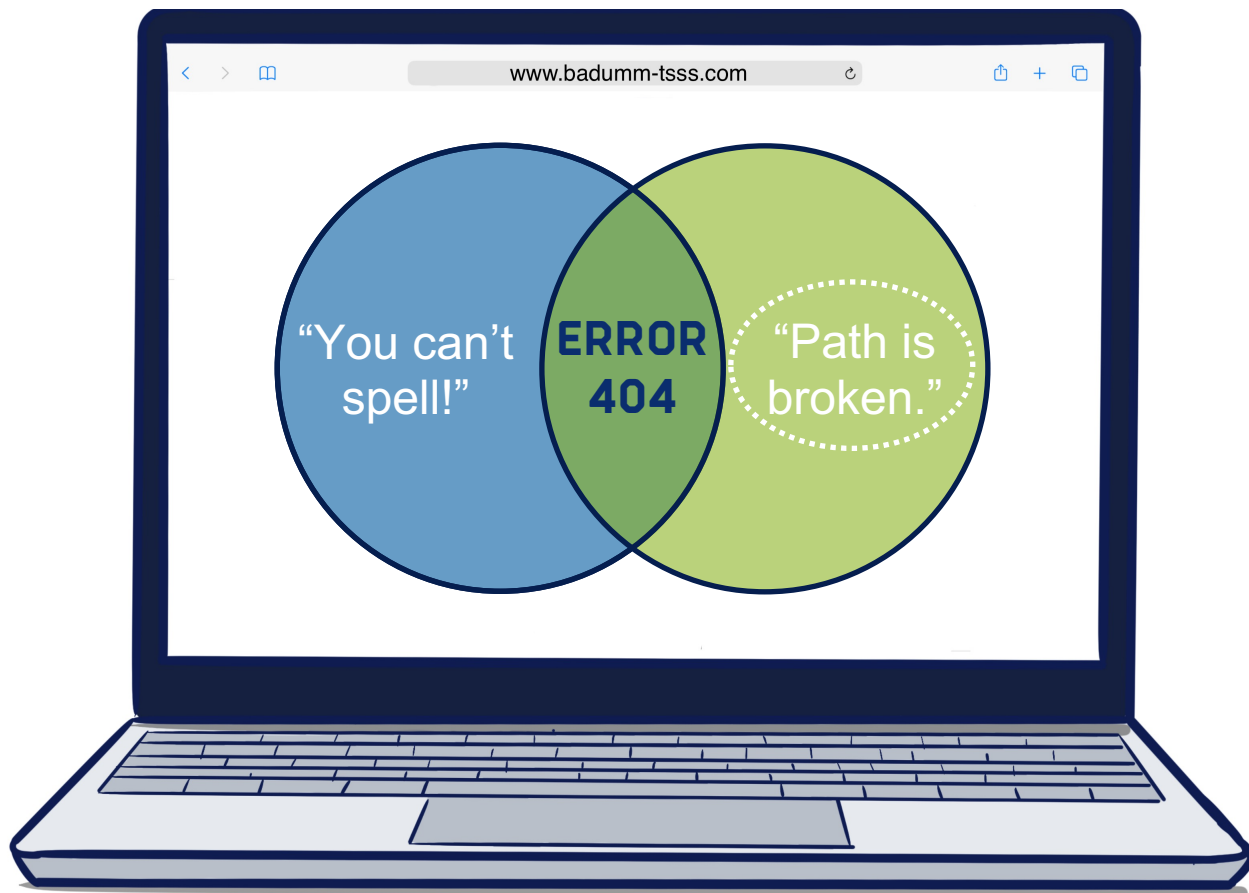 www.badumm-tsss.com
“You can’t
spell!”
ERROR
404
“Path is
broken.”